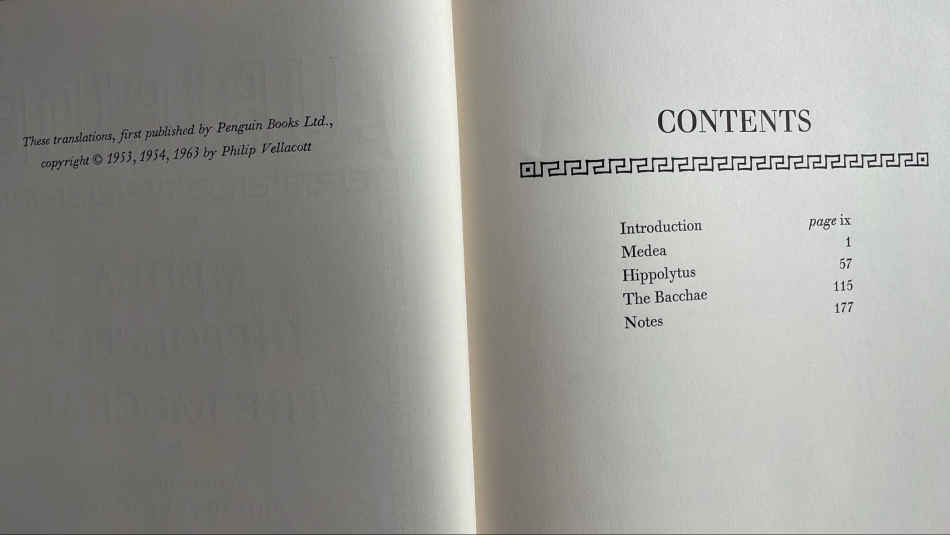 These translations, first published by Penguin Books Ltd.,
copyright © 1953, 1954, 1963 by Philip Vellacott
CONTENTS
Introduction page ix
Medea 1
Hippolytus 57
The Bacchae 115
Notes 177